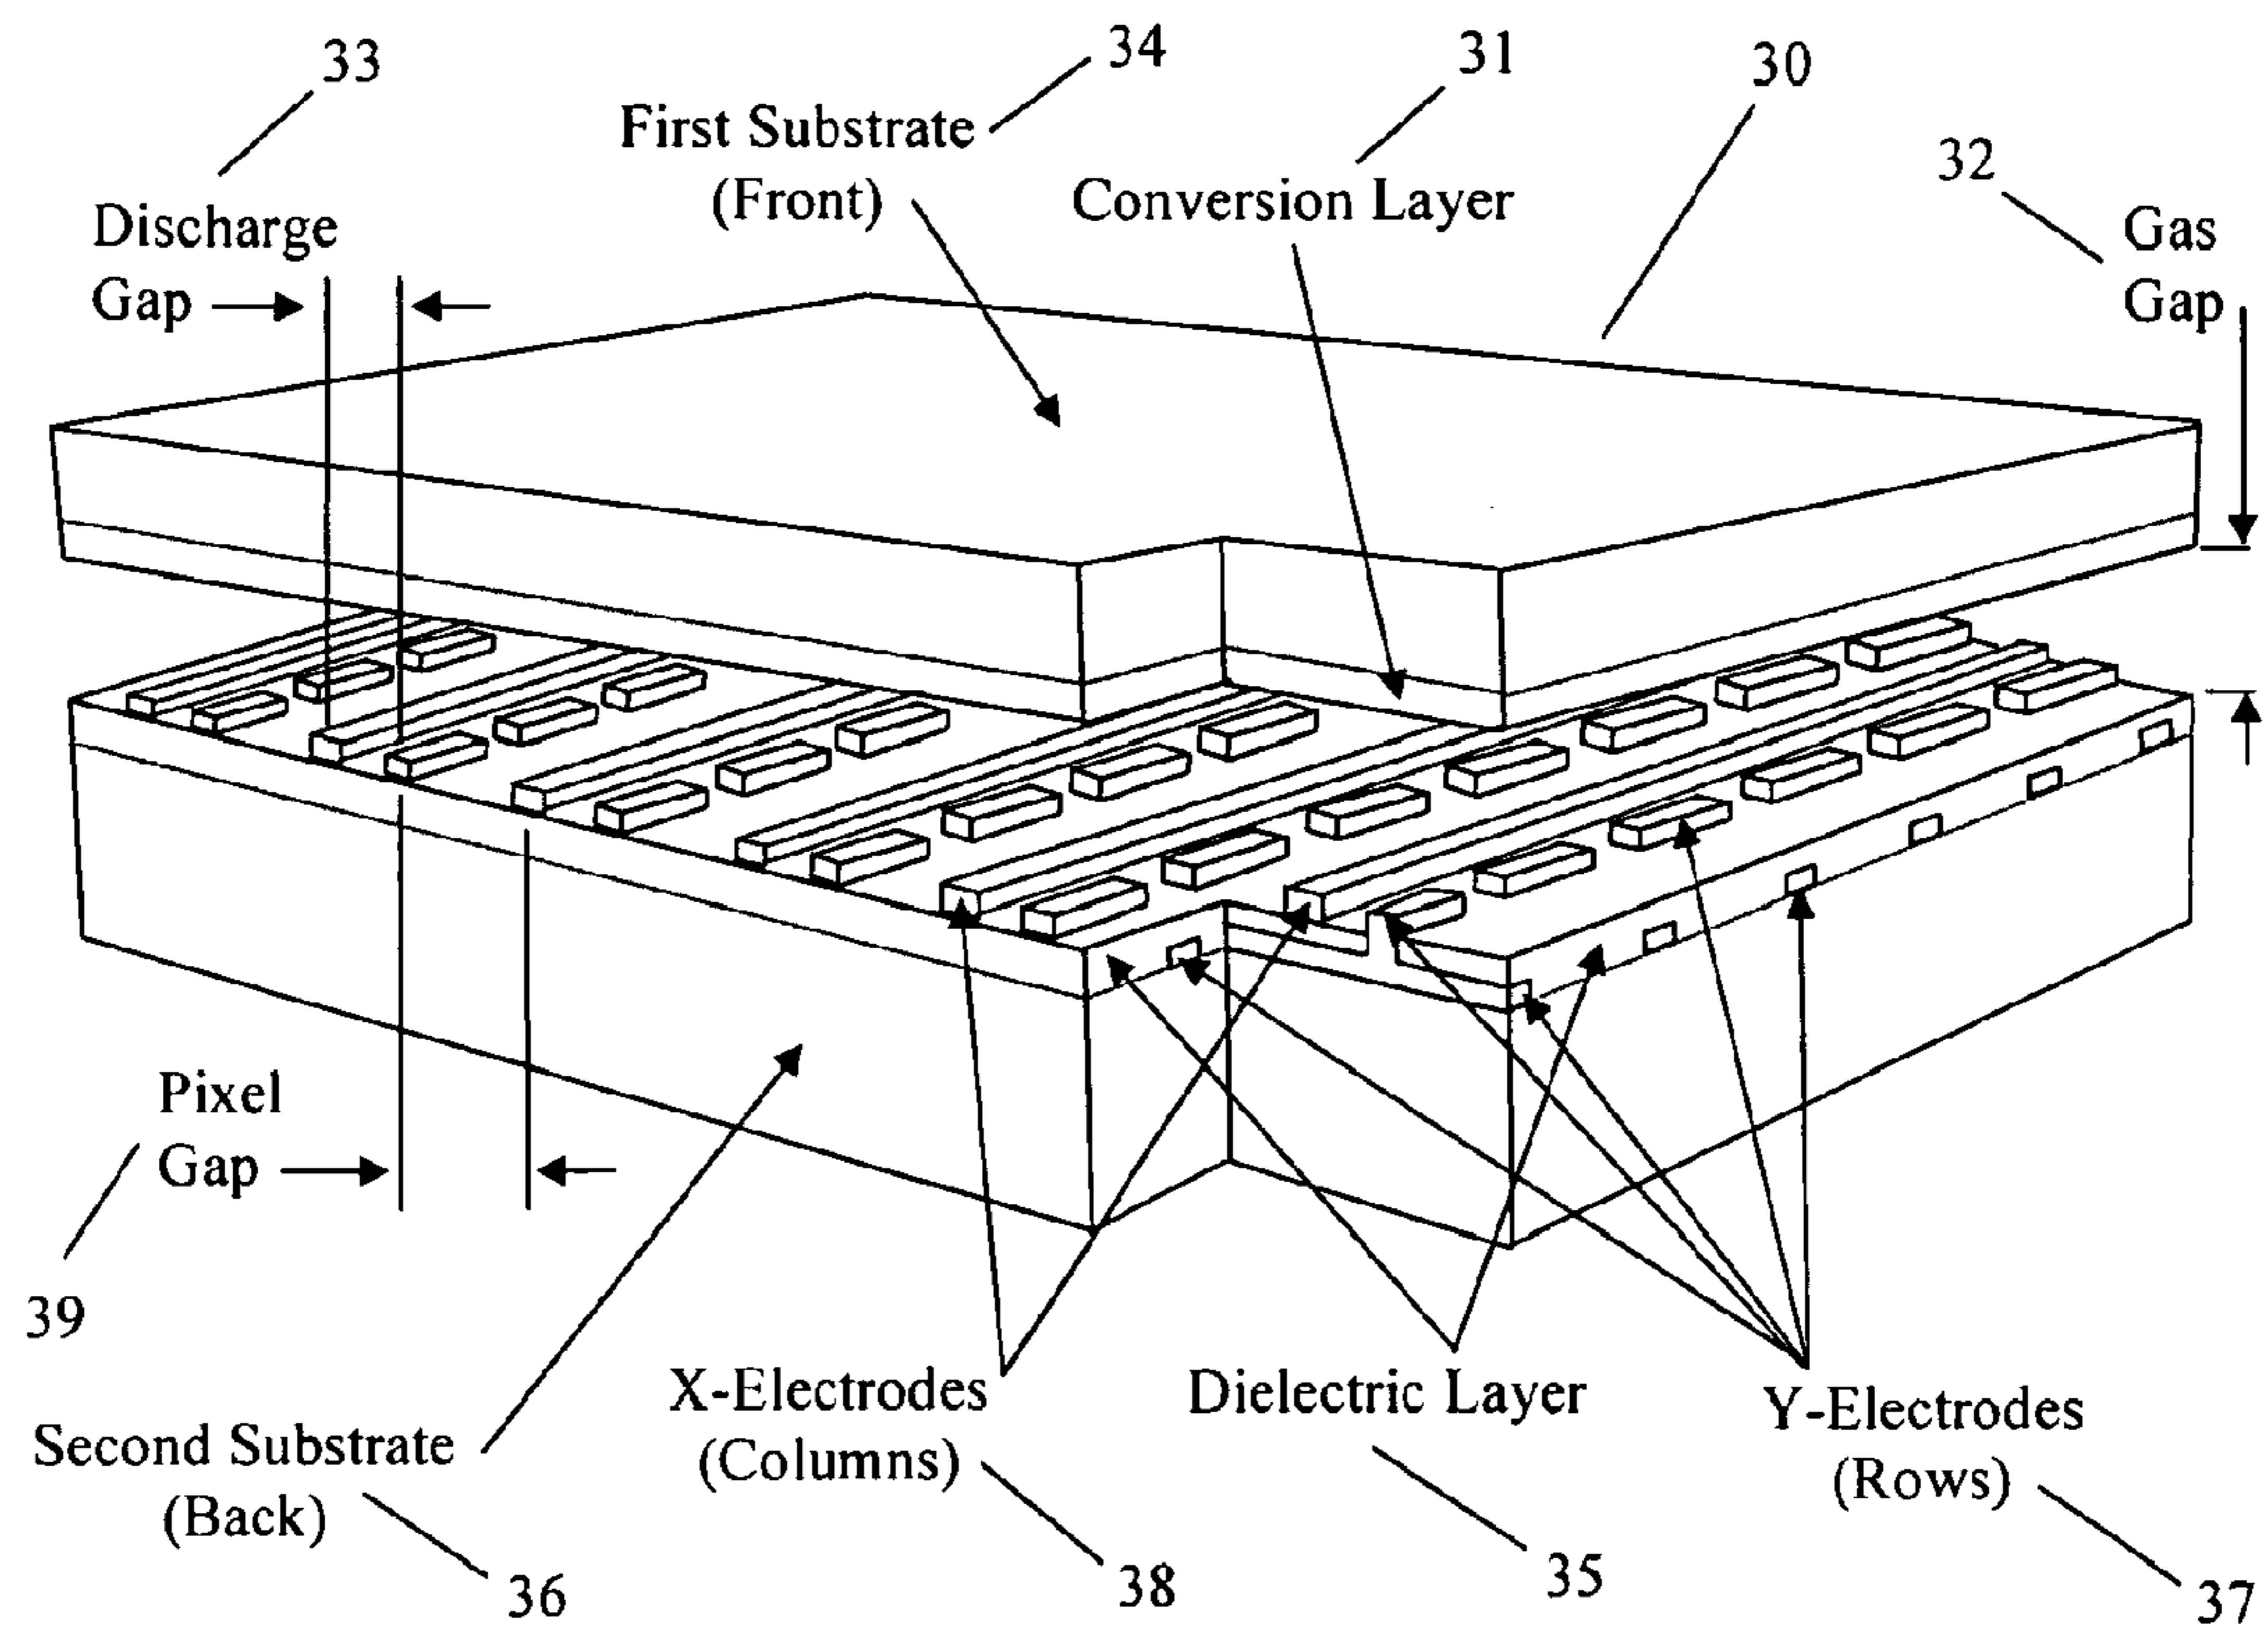 33
34
31
30
First Substrate
(Front)
Conversion Layer
32
Gas
Gap
Discharge
Gap
Pixel
Gap
39
Second Substrate
(Back)
36
X-Electrodes
(Columns)
38
Dielectric Layer
35
Y-Electrodes
(Rows)
37